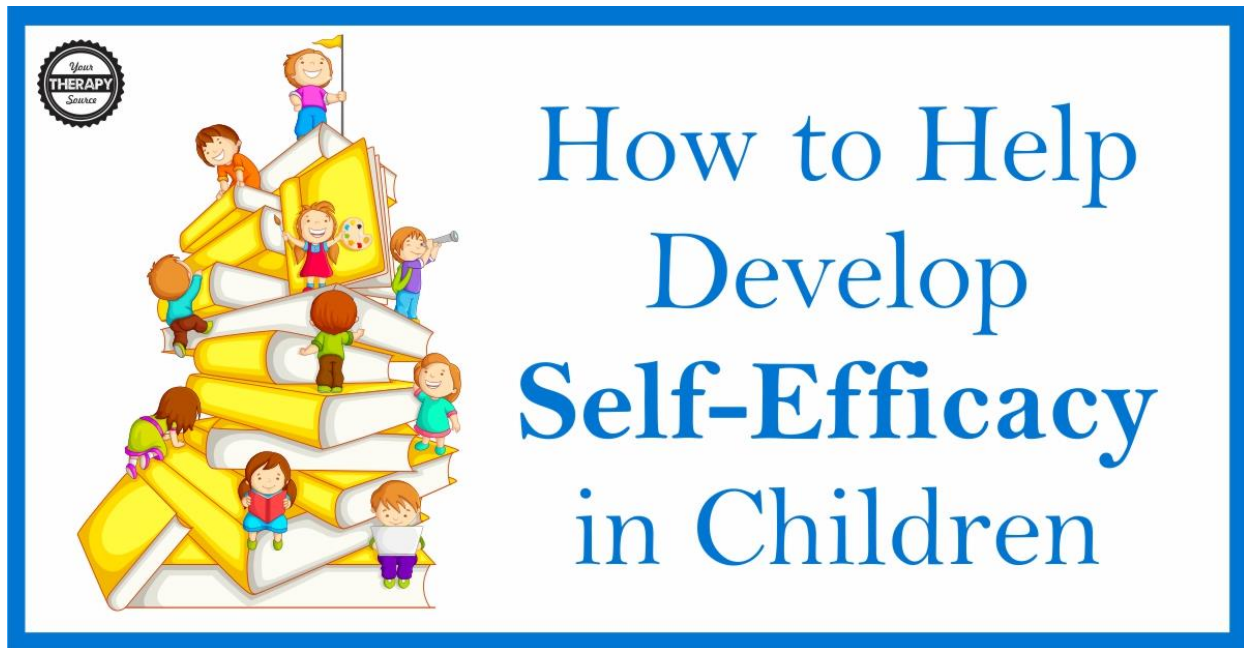 Your
THERAPY
Source
How to Help
Develop
Self-Efficacy
in Children